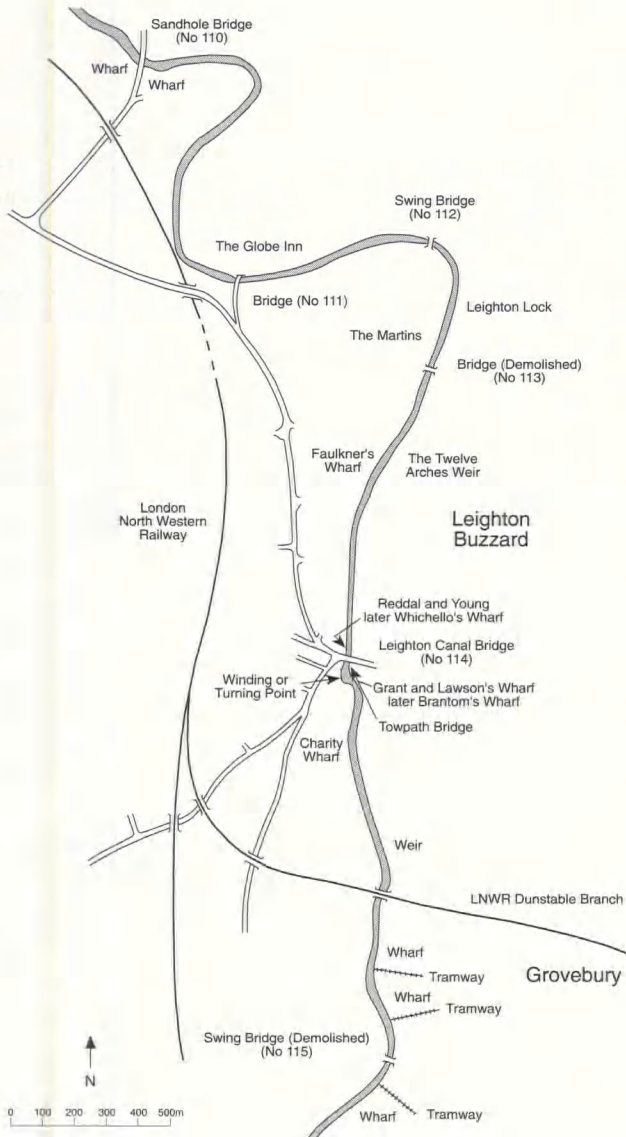 Sandhole Bridge
(No 110)
Wharf
Wharf
Swing Bridge
(No 112)
The Globe Inn
Bridge (No 111)
Leighton Lock
The Martins
Bridge (Demolished)
(No 113)
Faulkner's
Wharf
The Twelve
Arches Weir
London
North Western
Railway
Leighton
Buzzard
Reddal and Young
later Whichello's Wharf
Leighton Canal Bridge
(No 114)
Winding or
Turning Point
Grant and Lawson's Wharf
later Brantom's Wharf
Towpath Bridge
Charity
Wharf
Weir
LNWR Dunstable Branch
Wharf
Tramway
Grovebury
Wharf
Tramway
Swing Bridge (Demolished)
(No 115)
N
0 100 200 300 400 500m
Wharf
Tramway